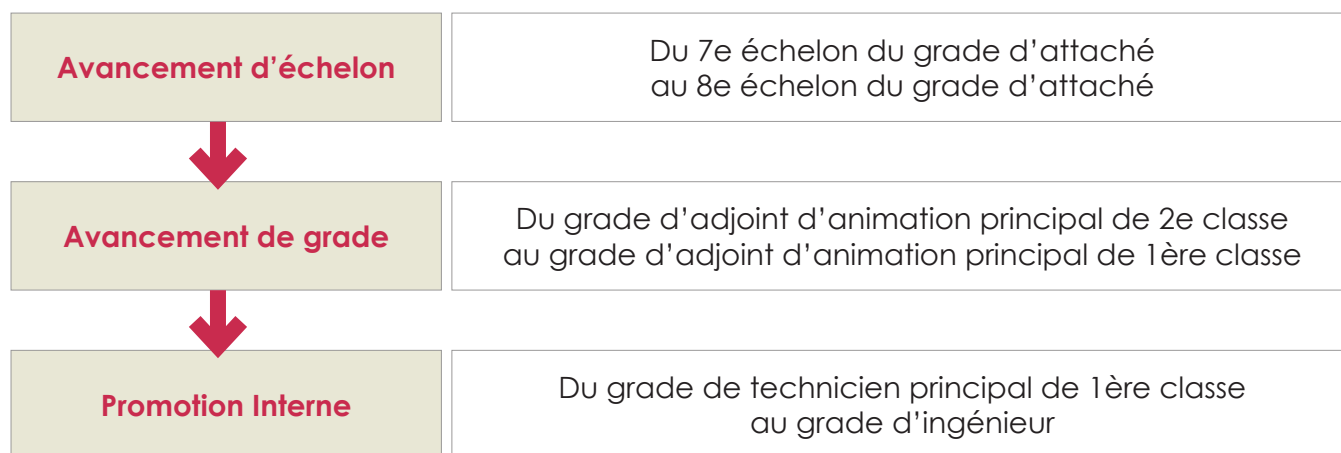 Avancement d’échelon
Du 7e échelon du grade d’attaché
au 8e échelon du grade d’attaché
Avancement de grade
Du grade d’adjoint d’animation principal de 2e classe
au grade d’adjoint d’animation principal de 1ère classe
Promotion Interne
Du grade de technicien principal de 1ère classe
au grade d’ingénieur